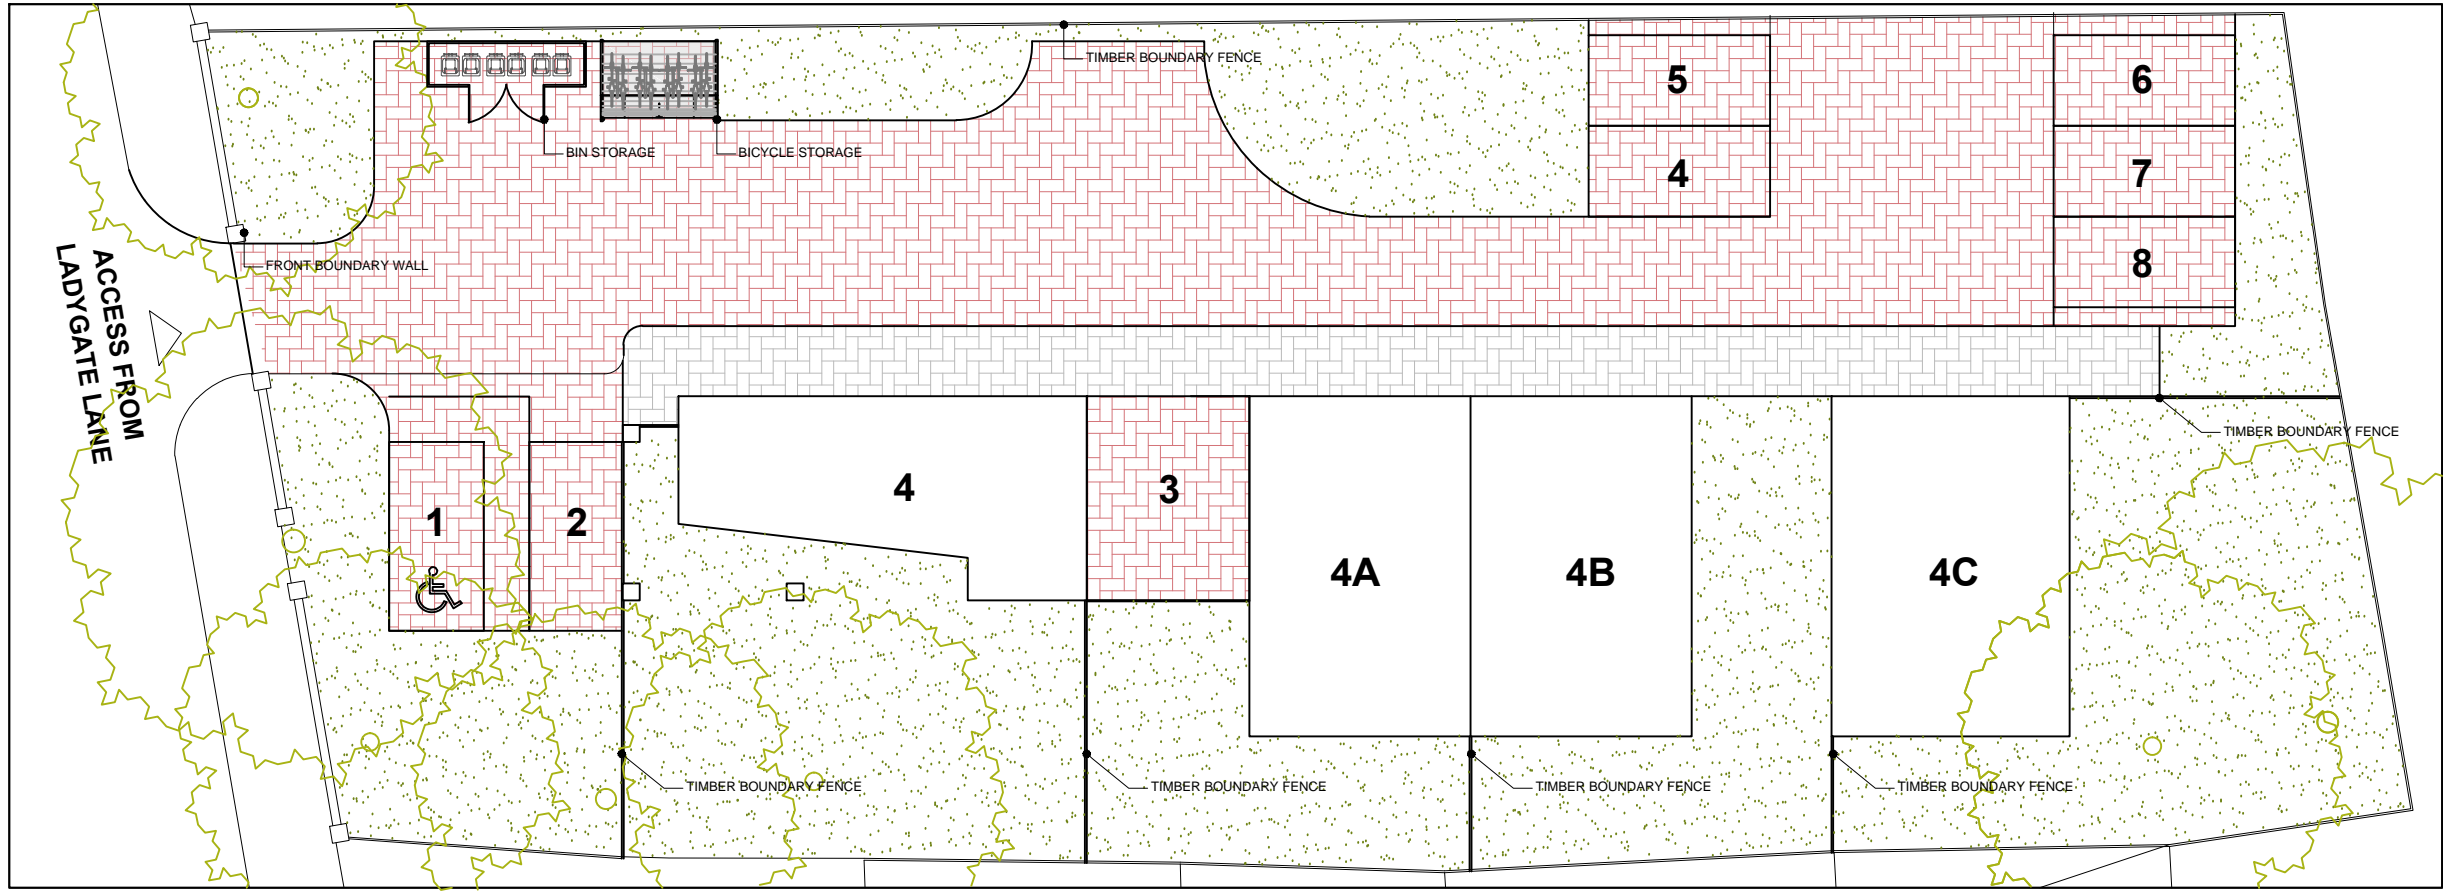 TIMBER BOUNDARY FENCE
5
6
BIN STORAGE
BICYCLE STORAGE
4
7
FRONT BOUNDARY WALL
8
ACCESS FROM
LADYGATE LANE
TIMBER BOUNDARY FENCE
4
3
1
2
4A
4B
4C
TIMBER BOUNDARY FENCE
TIMBER BOUNDARY FENCE
TIMBER BOUNDARY FENCE
TIMBER BOUNDARY FENCE